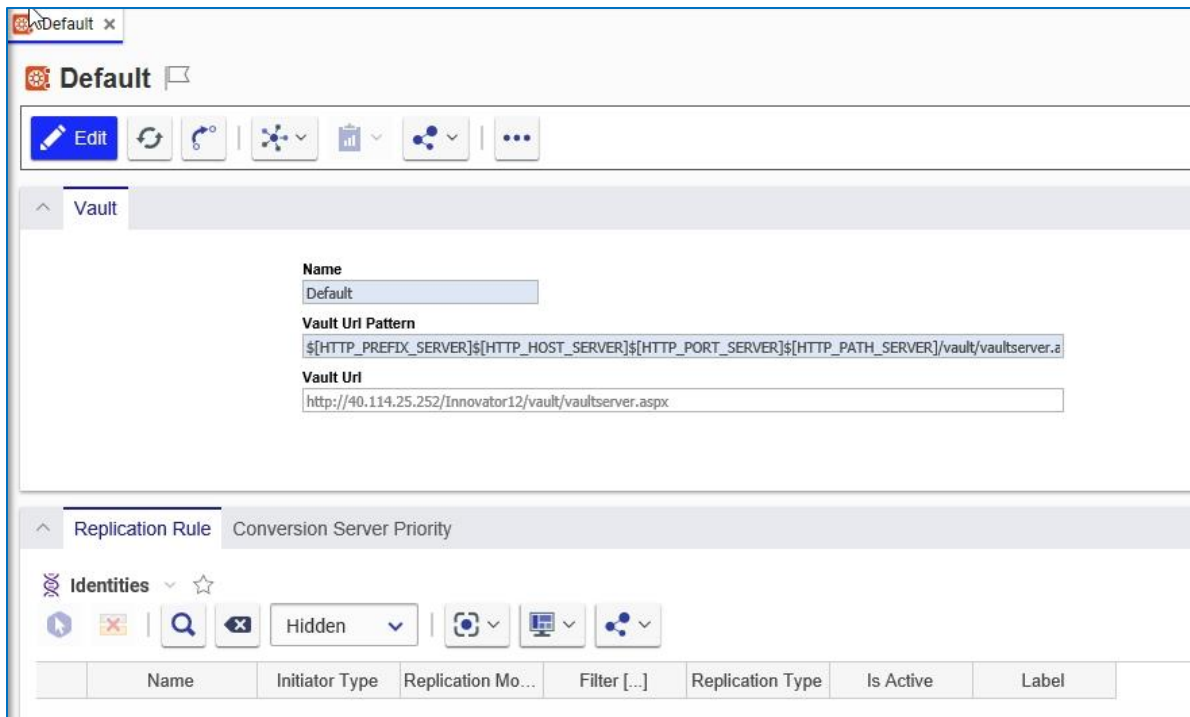 Default
Default
Edit
Vault
Name
Default
Vault Url Pattern
$[HTTP_PREFIX_SERVER]$[HTTP_HOST_SERVER]$[HTTP_PORT_SERVER]$[HTTP_PATH_SERVER]/vault/vaultserver.a
Vault Url
http://40.114.25.252/Innovator12/vault/vaultserver.aspx
Replication Rule Conversion Server Priority
Identities
Hidden
Name Initiator Type Replication Mo... Filter [...] Replication Type Is Active Label